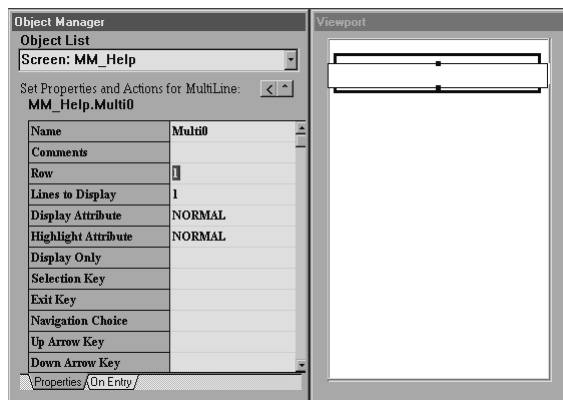 Object Manager
Object List
Screen: MM_Help
Set Properties and Actions for MultiLine:
MM_Help.Multi0
Name Multi0
Comments
Row 1
Lines to Display 1
Display Attribute NORMAL
Highlight Attribute NORMAL
Display Only
Selection Key
Exit Key
Navigation Choice
Up Arrow Key
Down Arrow Key
Properties On Entry
Viewport